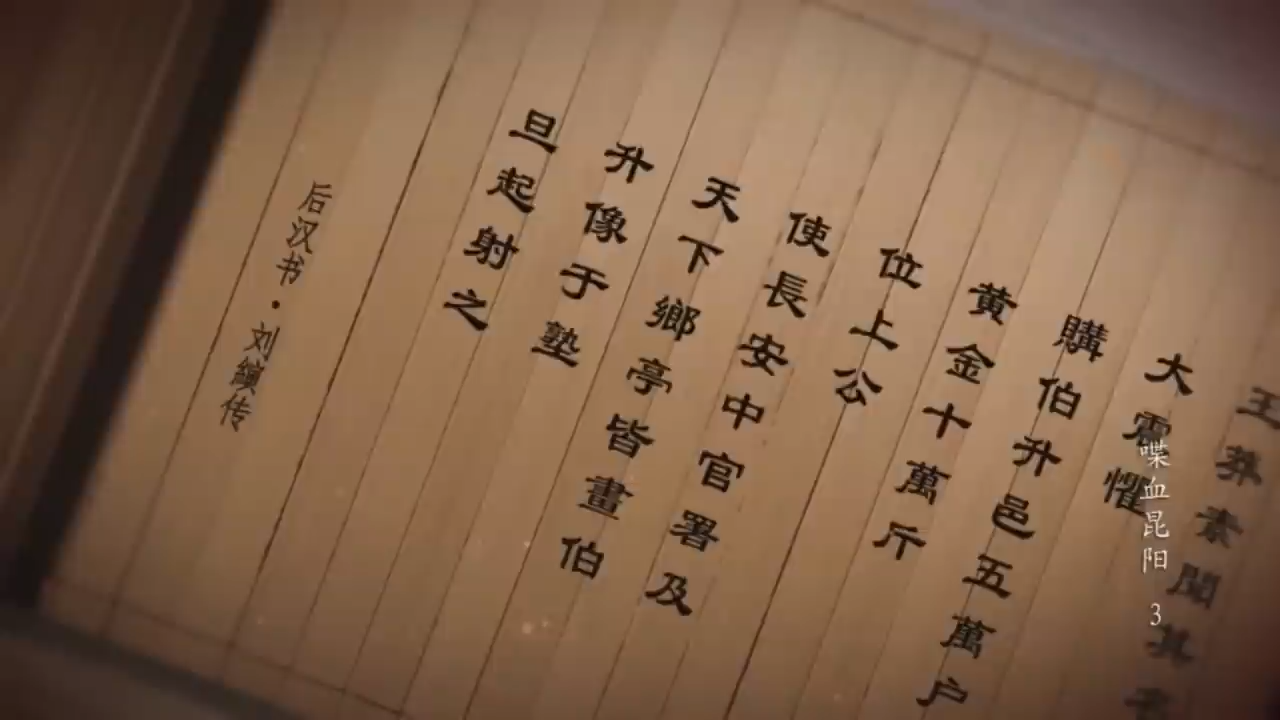 王莽素聞其
大震懼
購伯升邑五萬户
黄金十萬斤
位上公
使長安中官署及
天下鄉亭皆畫伯
升像于塾
旦起射之
后汉书·刘縯传
喋血昆阳 3